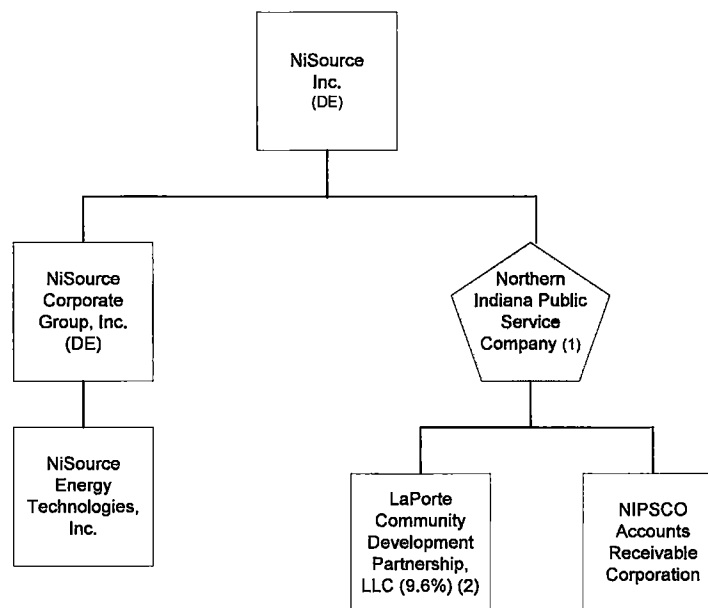 NiSource
Inc.
(DE)
NiSource
Corporate
Group, Inc.
(DE)
Northern
Indiana Public
Service
Company (1)
NiSource
Energy
Technologies,
Inc.
LaPorte
Community
Development
Partnership,
LLC (9.6%) (2)
NIPSCO
Accounts
Receivable
Corporation